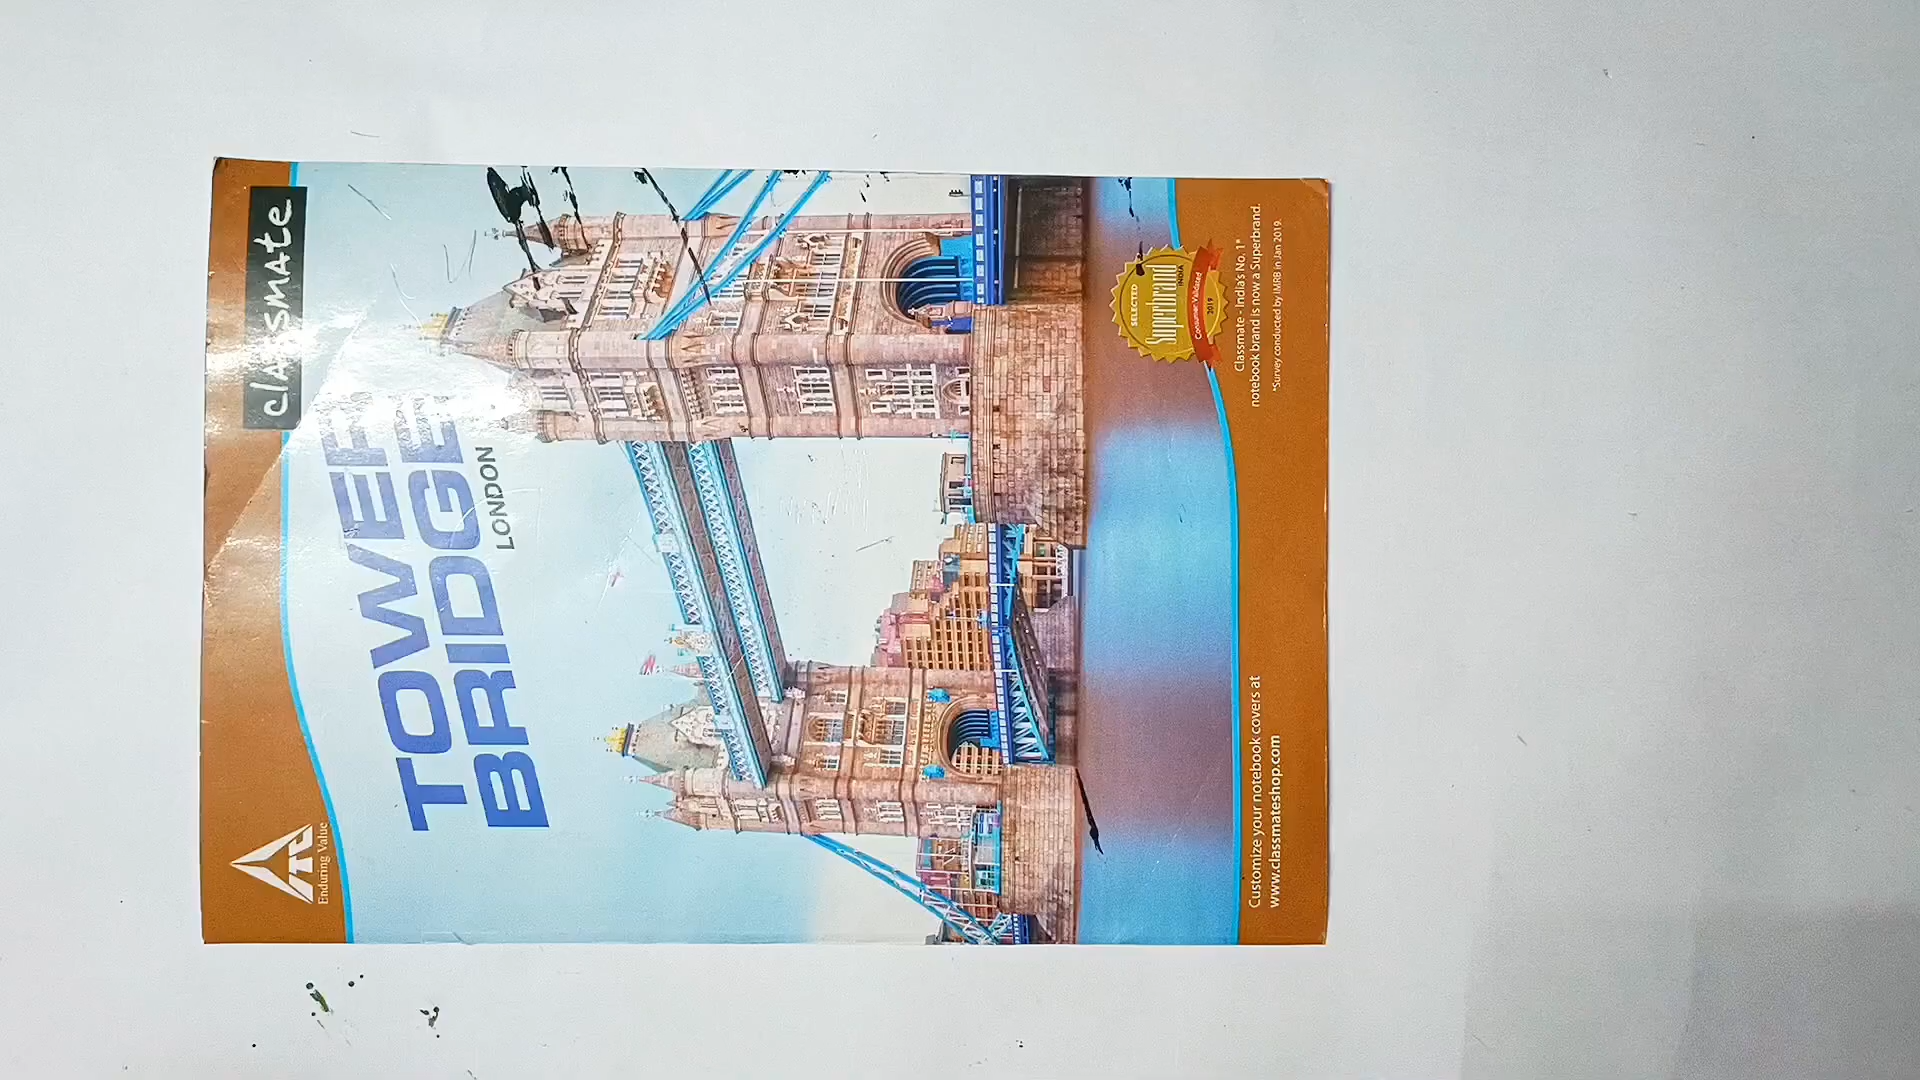 ITC
Enduring Value
classmate
TOWER
BRIDGE
LONDON
SELECTED
Superbrand
INDIA
Consumer Validated
2019
Customize your notebook covers at
www.classmateshop.com
Classmate - India's No. 1*
notebook brand is now a Superbrand.
*Survey conducted by IMRB in Jan 2019.